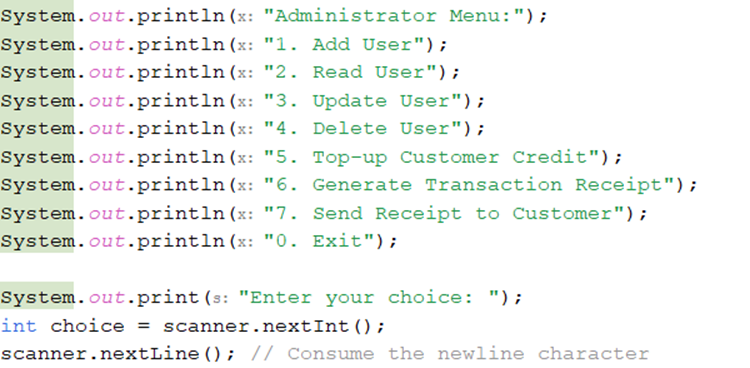 System.out.println(x: "Administrator Menu:");
System.out.println(x: "1. Add User");
System.out.println(x: "2. Read User");
System.out.println(x: "3. Update User");
System.out.println(x: "4. Delete User");
System.out.println(x: "5. Top-up Customer Credit");
System.out.println(x: "6. Generate Transaction Receipt");
System.out.println(x: "7. Send Receipt to Customer");
System.out.println(x: "0. Exit");
System.out.print(s: "Enter your choice: ");
int choice = scanner.nextInt();
scanner.nextLine(); // Consume the newline character